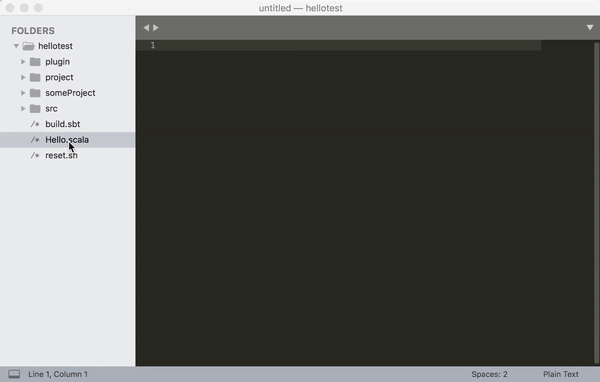 untitled — hellotest
FOLDERS
hellotest
plugin
project
someProject
src
/* build.sbt
/* Hello.scala
/* reset.sh
1
Line 1, Column 1
Spaces: 2
Plain Text